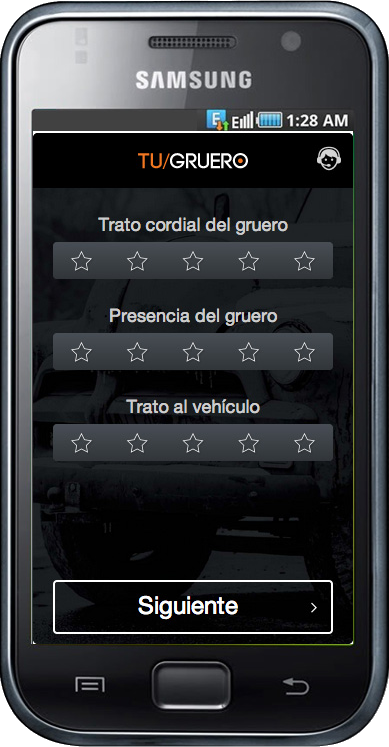 SAMSUNG
E 1:28 AM
TU/GRUERO
Trato cordial del gruero
Presencia del gruero
Trato al vehículo
Siguiente